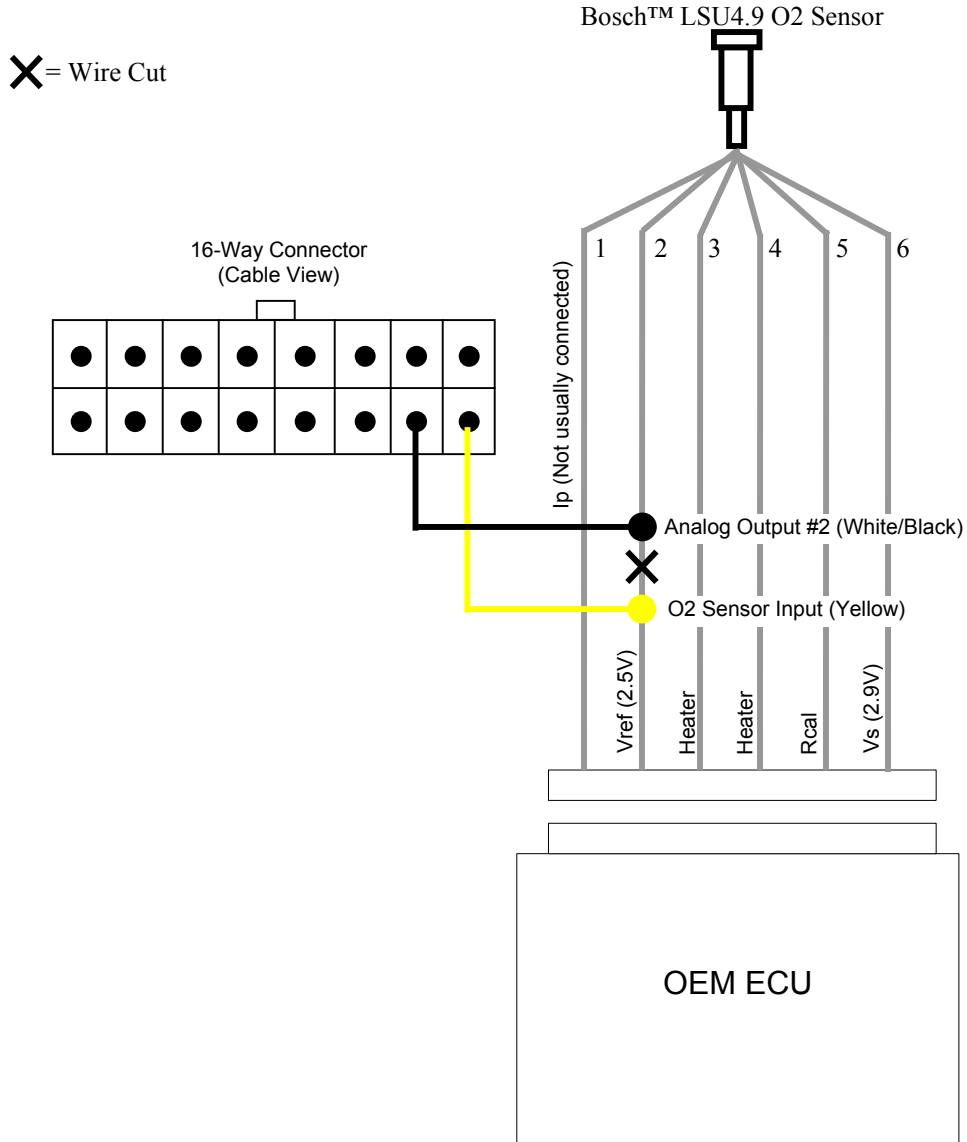 Bosch™ LSU4.9 O2 Sensor
= Wire Cut
1
2
3
4
5
6
16-Way Connector
(Cable View)
Ip (Not usually connected)
Analog Output #2 (White/Black)
O2 Sensor Input (Yellow)
Vref (2.5V)
Heater
Heater
Rcal
Vs (2.9V)
OEM ECU